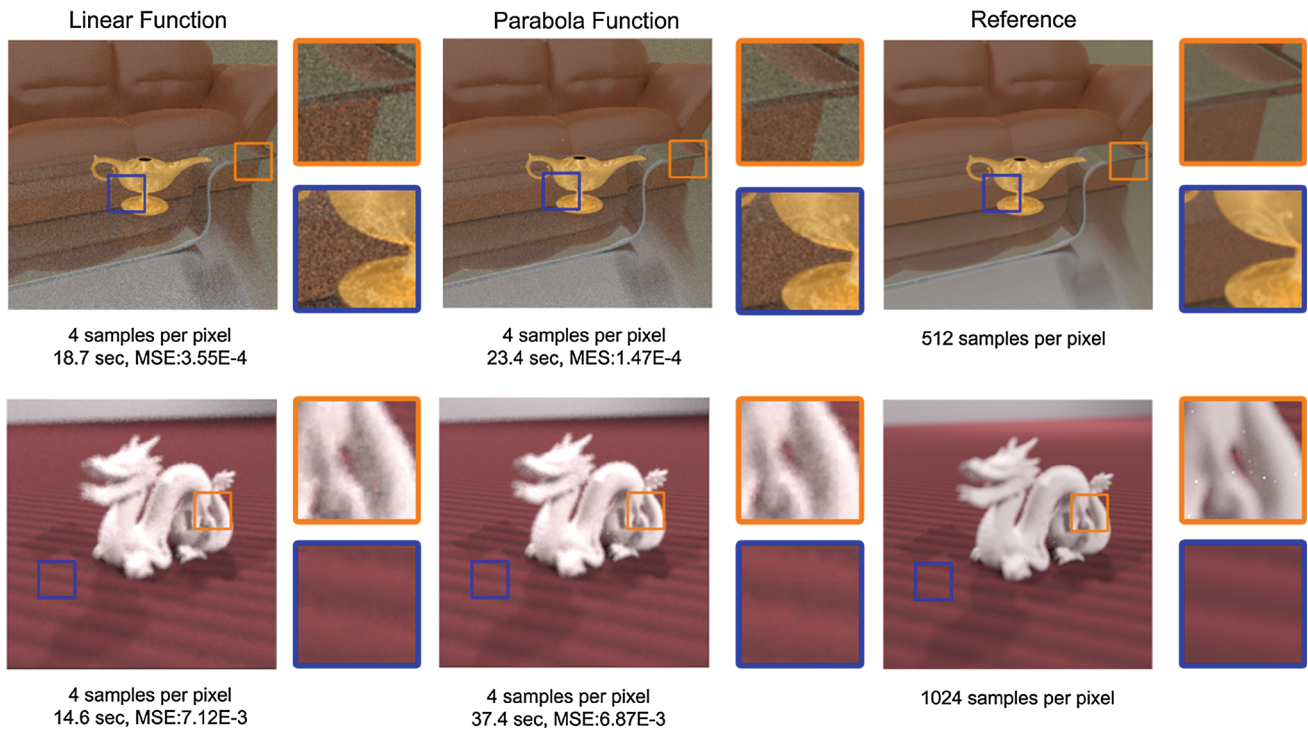 Linear Function
Parabola Function
Reference
4 samples per pixel
18.7 sec, MSE:3.55E-4
4 samples per pixel
23.4 sec, MES:1.47E-4
512 samples per pixel
4 samples per pixel
14.6 sec, MSE:7.12E-3
4 samples per pixel
37.4 sec, MSE:6.87E-3
1024 samples per pixel